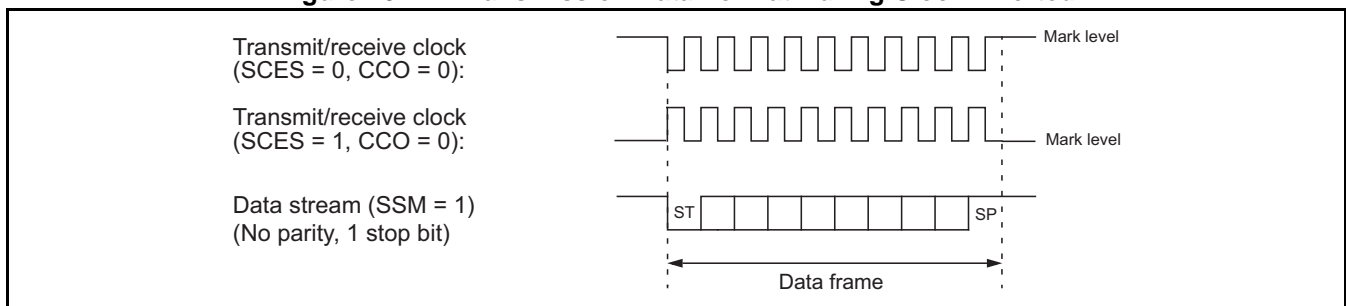 Transmit/receive clock
(SCES = 0, CCO = 0):
Mark level
Transmit/receive clock
(SCES = 1, CCO = 0):
Mark level
Data stream (SSM = 1)
(No parity, 1 stop bit)
ST
SP
Data frame